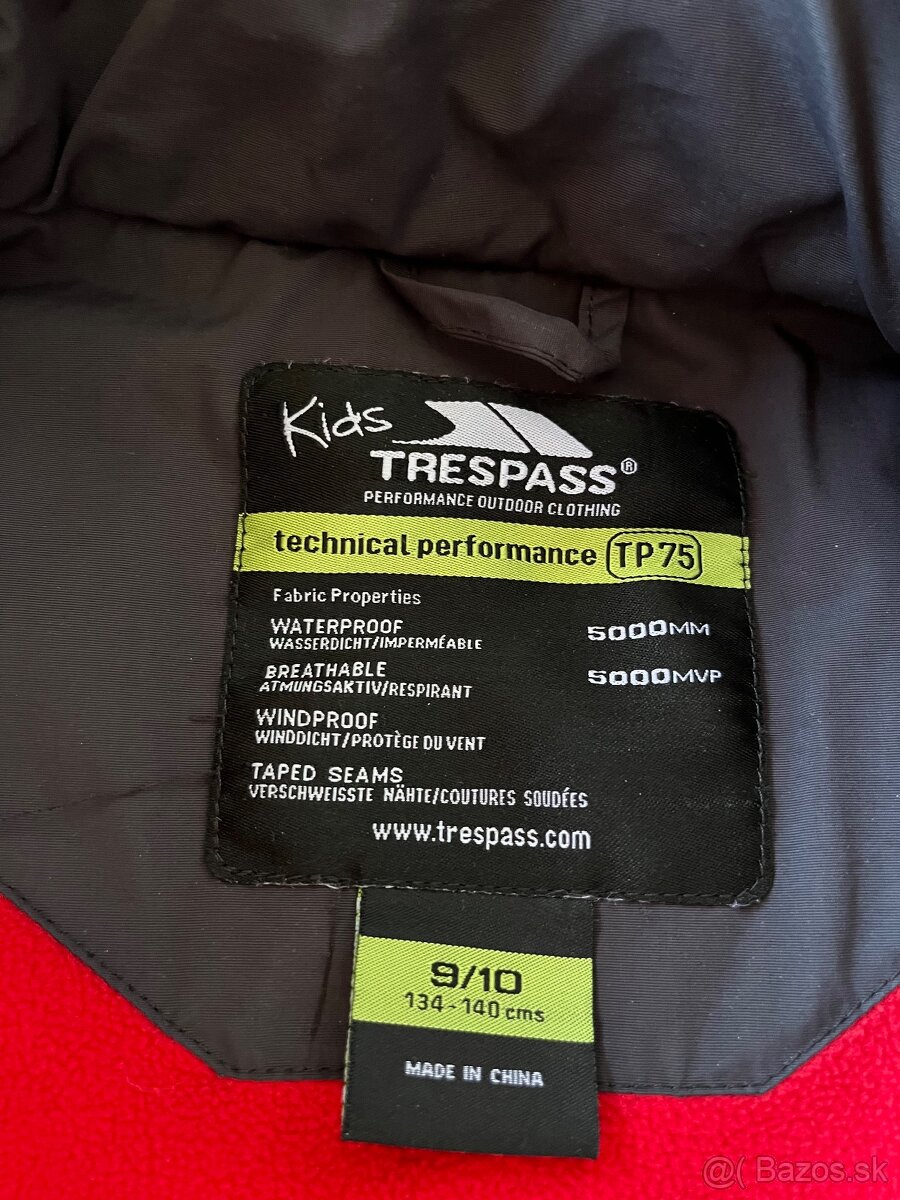 Kids
TRESPASS®
PERFORMANCE OUTDOOR CLOTHING
technical performance TP75
Fabric Properties
WATERPROOF 5000MM
WASSERDICHT/IMPERMÉABLE
BREATHABLE 5000MVP
ATMUNGSAKTIV/RESPIRANT
WINDPROOF
WINDDICHT/PROTÈGE DU VENT
TAPED SEAMS
VERSCHWEISSTE NÄHTE/COUTURES SOUDÉES
www.trespass.com
9/10
134-140 cms
MADE IN CHINA
@( Bazos.sk